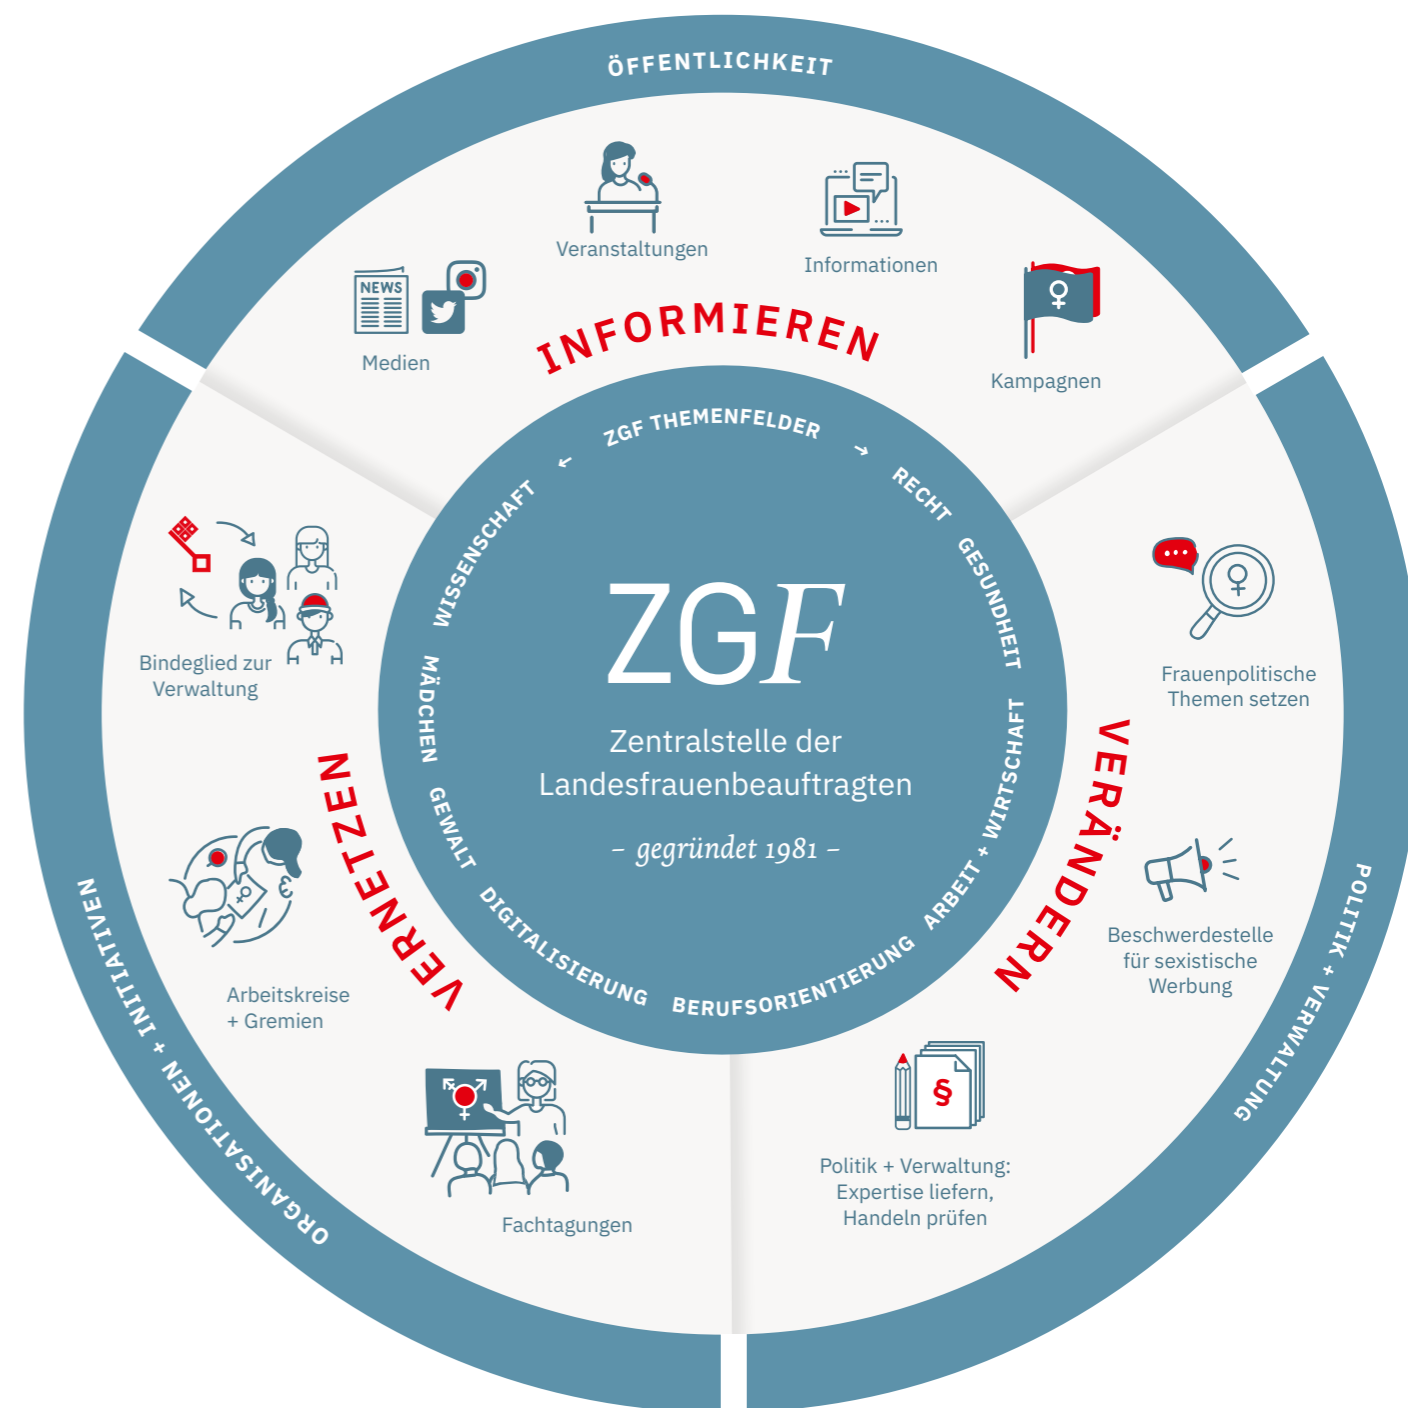 ÖFFENTLICHKEIT
Veranstaltungen
Informationen
NEWS
Medien
Kampagnen
INFORMIEREN
← ZGF THEMENFELDER →
RECHT
GESUNDHEIT
ARBEIT + WIRTSCHAFT
BERUFSORIENTIERUNG
DIGITALISIERUNG
GEWALT
MÄDCHEN
WISSENSCHAFT
ZGF
Zentralstelle der
Landesfrauenbeauftragten
– gegründet 1981 –
Frauenpolitische
Themen setzen
VERÄNDERN
Beschwerdestelle
für sexistische
Werbung
§
Politik + Verwaltung:
Expertise liefern,
Handeln prüfen
POLITIK + VERWALTUNG
Bindeglied zur
Verwaltung
VERNETZEN
Arbeitskreise
+ Gremien
Fachtagungen
ORGANISATIONEN + INITIATIVEN